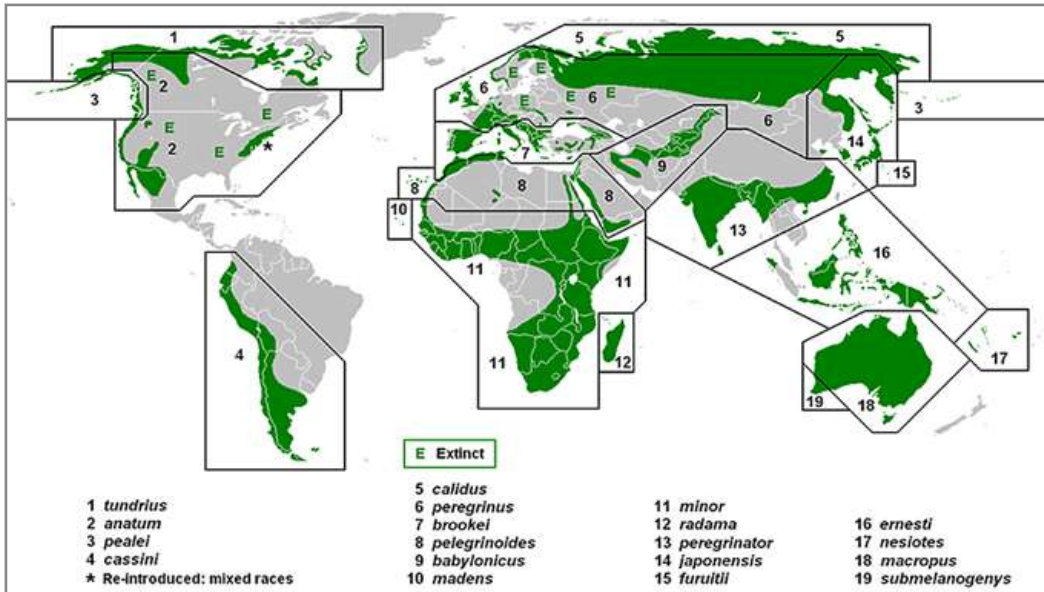 1
5
5
E
2
3
E
E
6
E
E
E
E
6
3
E
E
2
*
6
14
7
9
15
8
8
8
10
13
16
11
11
4
12
17
11
19
18
E Extinct
1 tundrius
2 anatum
3 pealei
4 cassini
* Re-introduced: mixed races
5 calidus
6 peregrinus
7 brookei
8 pelegrinoides
9 babylonicus
10 madens
11 minor
12 radama
13 peregrinator
14 japonensis
15 furuitii
16 ernesti
17 nesiotes
18 macropus
19 submelanogenys